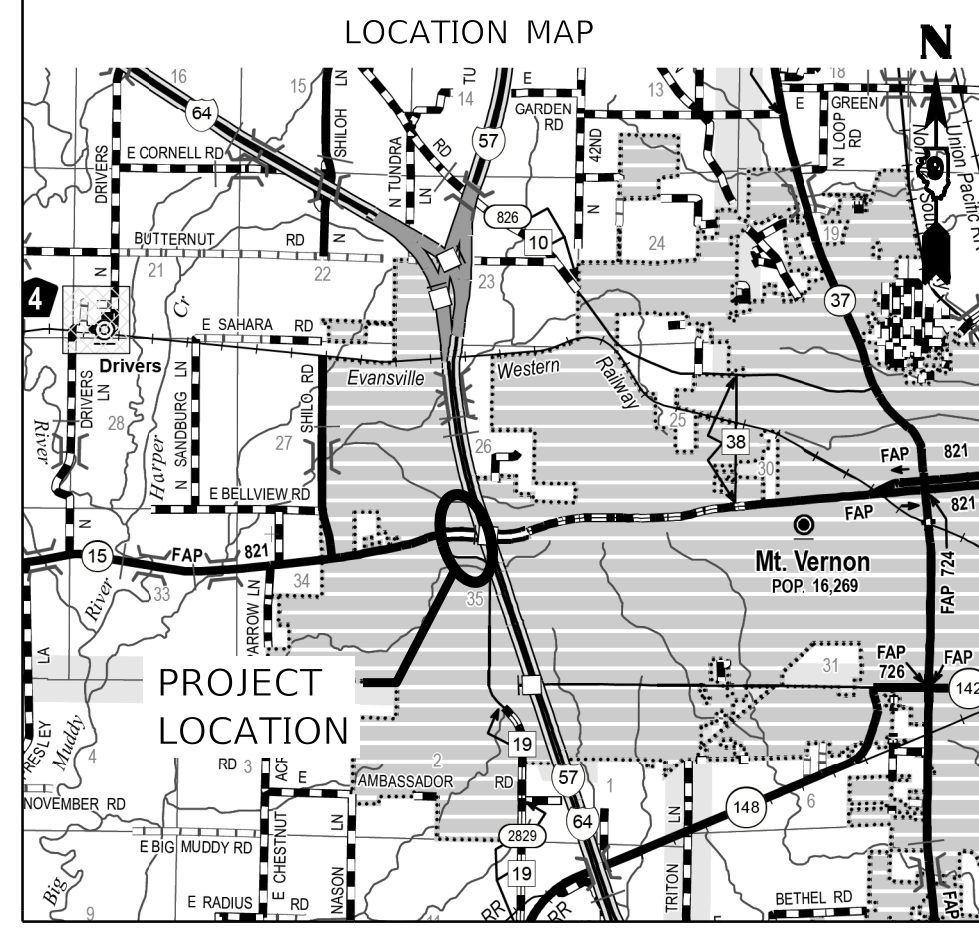 LOCATION MAP
N
16
15
LN
TU
14
E
13
18
64
SHILOH
GARDEN
RD
E
GREEN
57
RD
42ND
N LOOP
RD
DRIVERS
E CORNELL RD
N TUNDRA
LN
Union Pacific
826
N
10
BUTTERNUT
RD
N
24
19
N
21
22
23
Cr
4
37
E SAHARA
RD
Drivers
Evansville
Western
Railway
DRIVERS
LN
N SANDBURG LN
SHILO RD
28
River
Harper
27
26
25
38
30
FAP
821
E BELLVIEW RD
FAP
821
N
15
FAP
821
Mt. Vernon
POP. 16,269
FAP 724
River
33
34
35
LN
LA
31
FAP
726
FAP
142
PROJECT
LOCATION
Muddy
4
RD
3
E
2
AMBASSADOR
RD
19
57
1
NOVEMBER RD
64
LN
148
6
E BIG MUDDY RD
E CHESTNUT
LN
2829
19
Big
9
E RADIUS
RD
NASON
RR
RR
TRITON
BETHEL RD
FAP